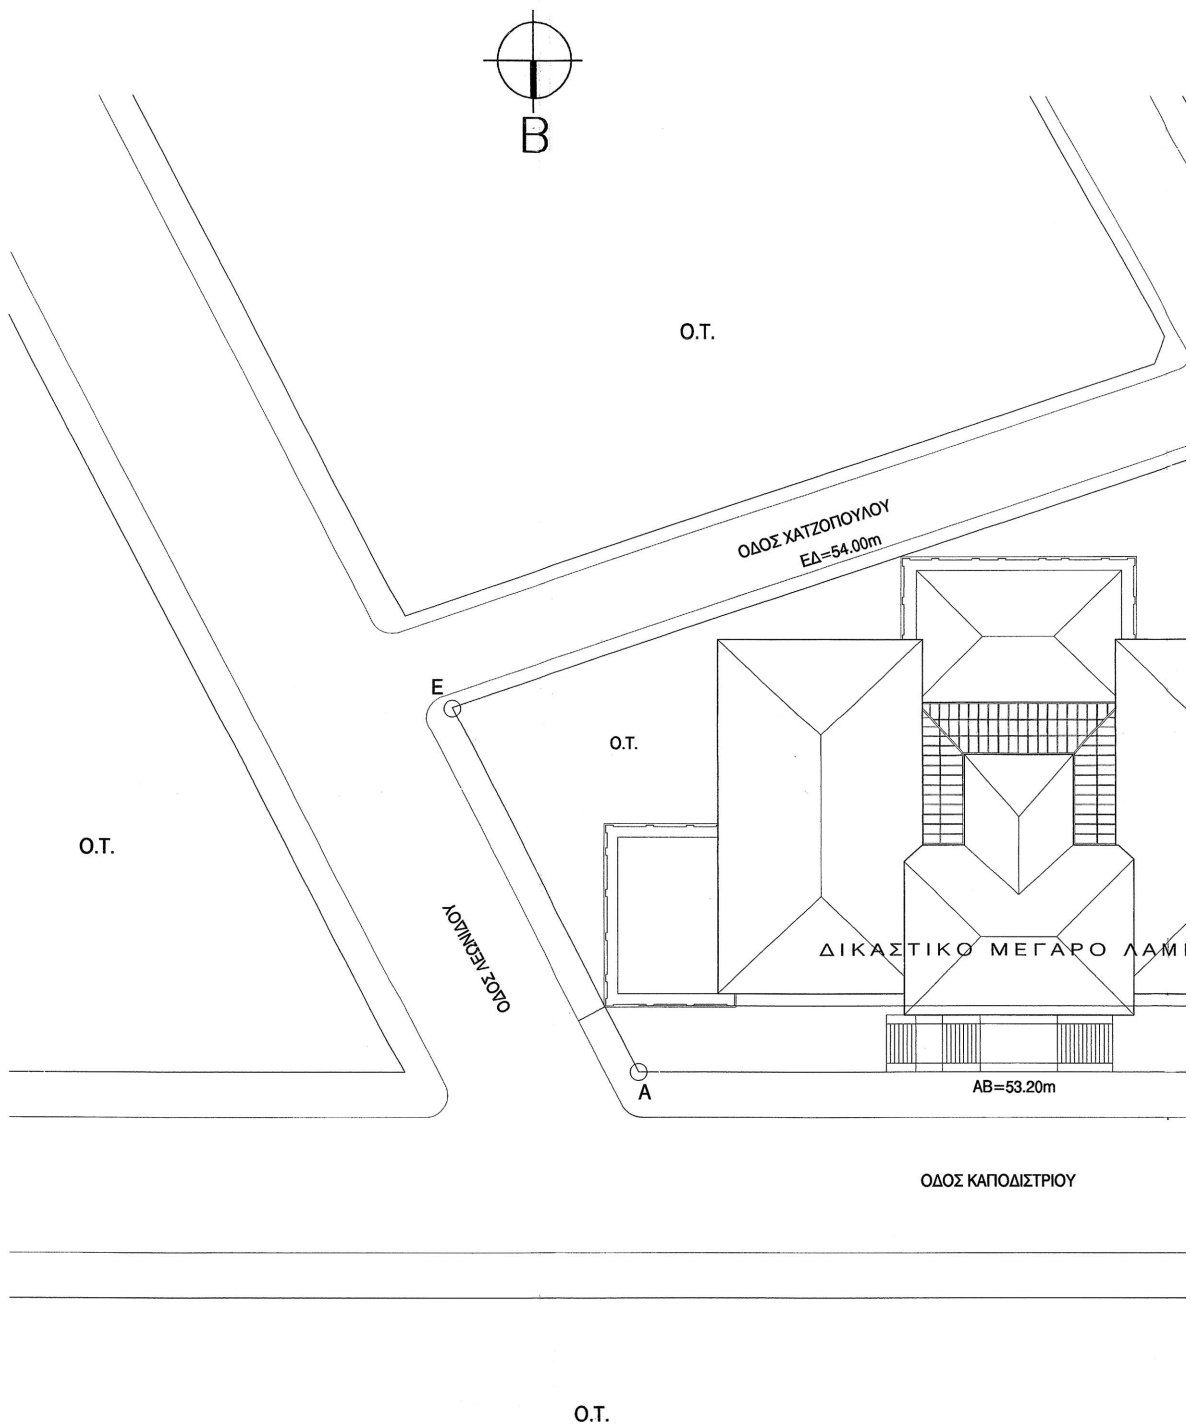 B
Ο.Τ.
ΟΔΟΣ ΧΑΤΖΟΠΟΥΛΟΥ
ΕΔ=54.00m
Ε
Ο.Τ.
Ο.Τ.
ΟΔΟΣ ΛΕΩΝΙΔΟΥ
ΔΙΚΑΣΤΙΚΟ ΜΕΓΑΡΟ ΛΑΜ
Α
ΑΒ=53.20m
ΟΔΟΣ ΚΑΠΟΔΙΣΤΡΙΟΥ
Ο.Τ.